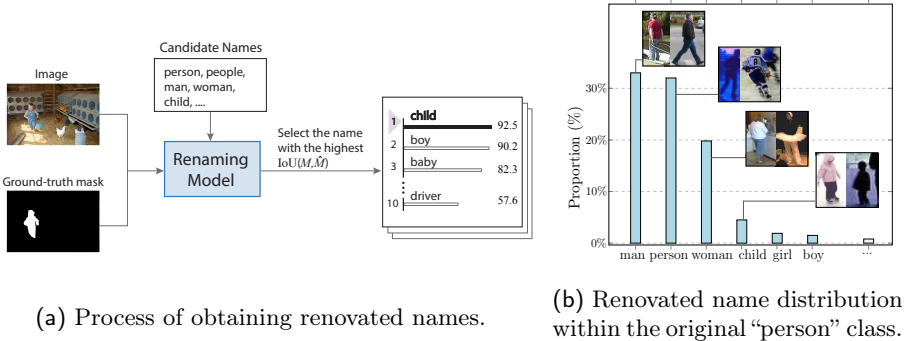 Candidate Names
person, people,
man, woman,
child, ....
Image
Ground-truth mask
Renaming
Model
Select the name
with the highest
IoU(M, M̂)
1 child 92.5
2 boy 90.2
3 baby 82.3
10 driver 57.6
(a) Process of obtaining renovated names.
Proportion (%)
30%
20%
10%
0%
man person woman child girl boy ...
(b) Renovated name distribution
within the original “person” class.